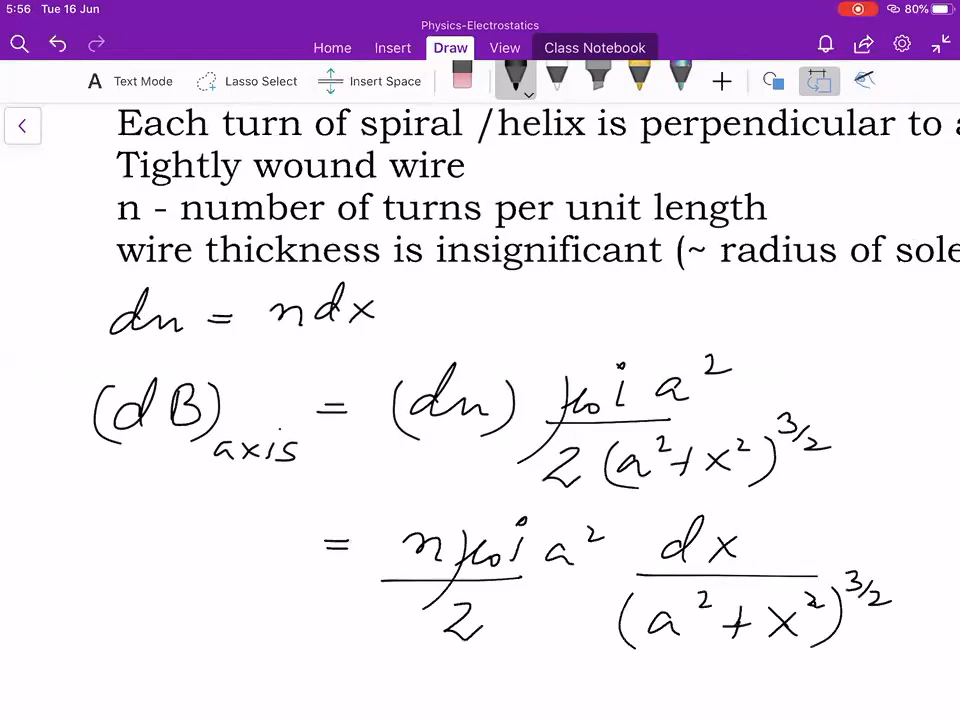 5:56 Tue 16 Jun 80%
Physics-Electrostatics
Home Insert Draw View Class Notebook
A Text Mode Lasso Select Insert Space
Each turn of spiral /helix is perpendicular to a
Tightly wound wire
n - number of turns per unit length
wire thickness is insignificant (~ radius of sole
dn = ndx
(dB)axis = (dn) μ₀ i a² / 2 (a² + x²)^3/2
= n μ₀ i a² / 2 dx / (a² + x²)^3/2